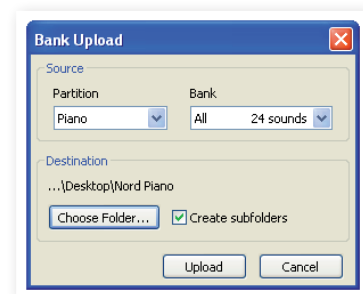 Bank Upload
Source
Partition Bank
Piano All 24 sounds
Destination
...\Desktop\Nord Piano
Choose Folder... Create subfolders
Upload Cancel